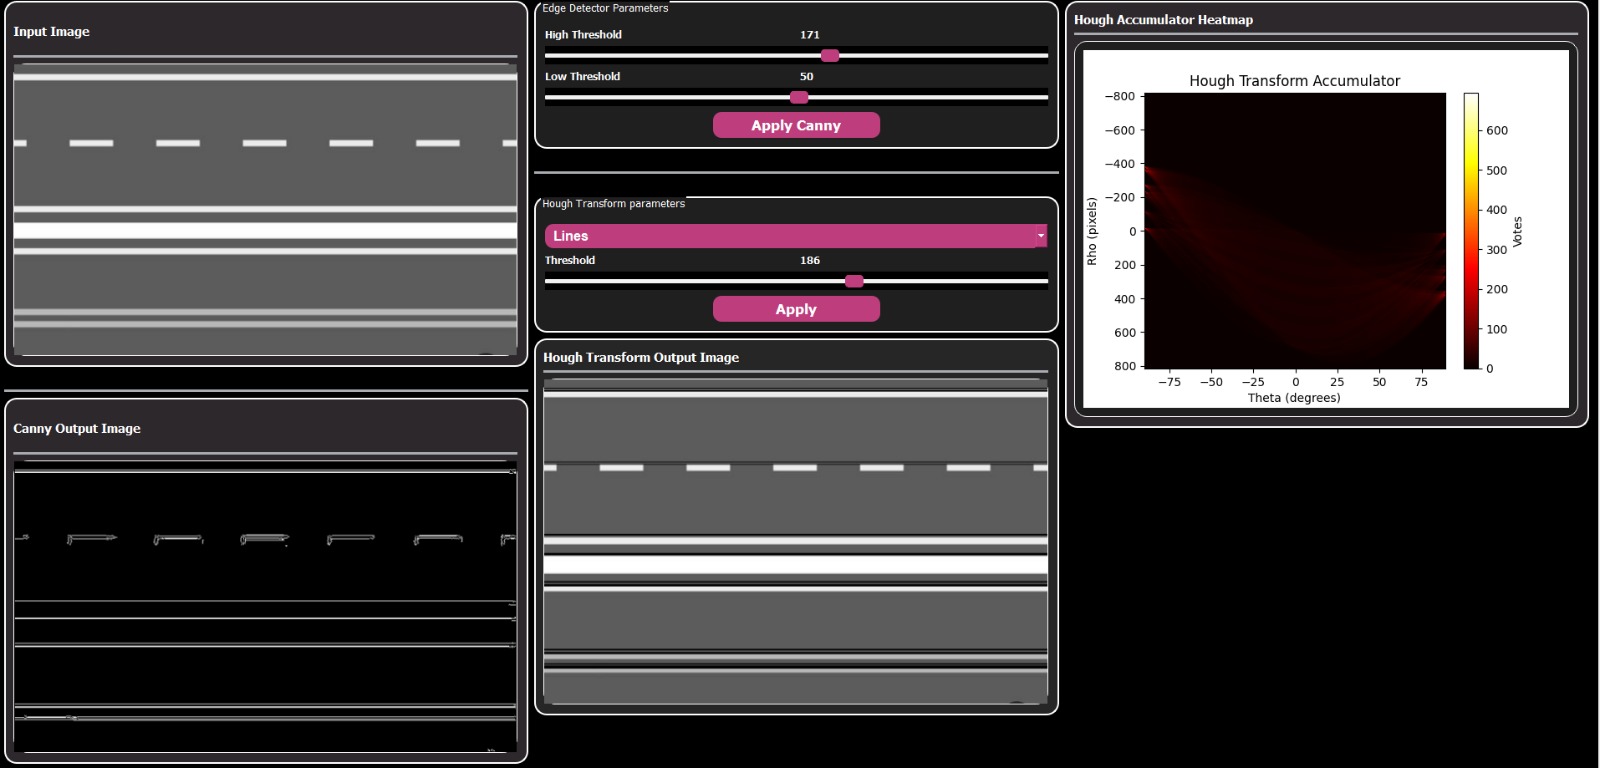 Input Image
Canny Output Image
Edge Detector Parameters
High Threshold 171
Low Threshold 50
Apply Canny
Hough Transform parameters
Lines
Threshold 186
Apply
Hough Transform Output Image
Hough Accumulator Heatmap
Hough Transform Accumulator
−800
−600
−400
−200
0
200
400
600
800
Rho (pixels)
−75 −50 −25 0 25 50 75
Theta (degrees)
600
500
400
300
200
100
0
Votes